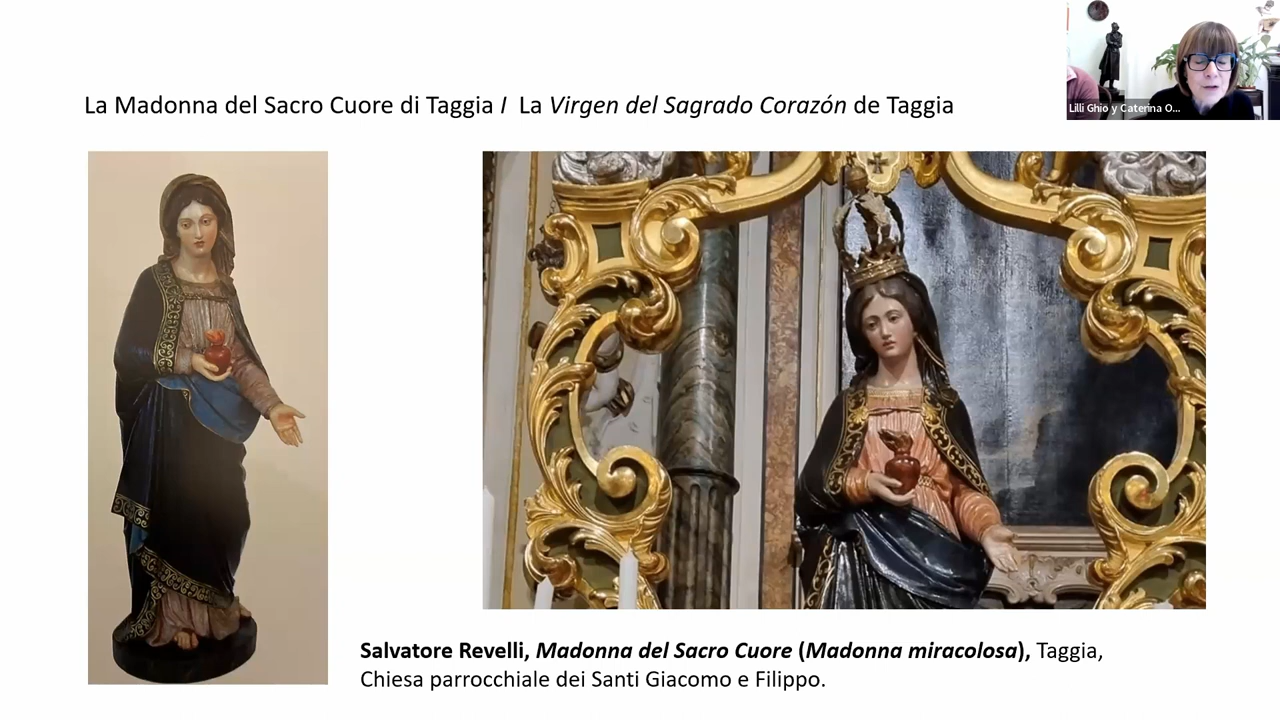 La Madonna del Sacro Cuore di Taggia I La Virgen del Sagrado Corazón de Taggia
Lilli Ghio y Caterina O...
Salvatore Revelli, Madonna del Sacro Cuore (Madonna miracolosa), Taggia,
Chiesa parrocchiale dei Santi Giacomo e Filippo.